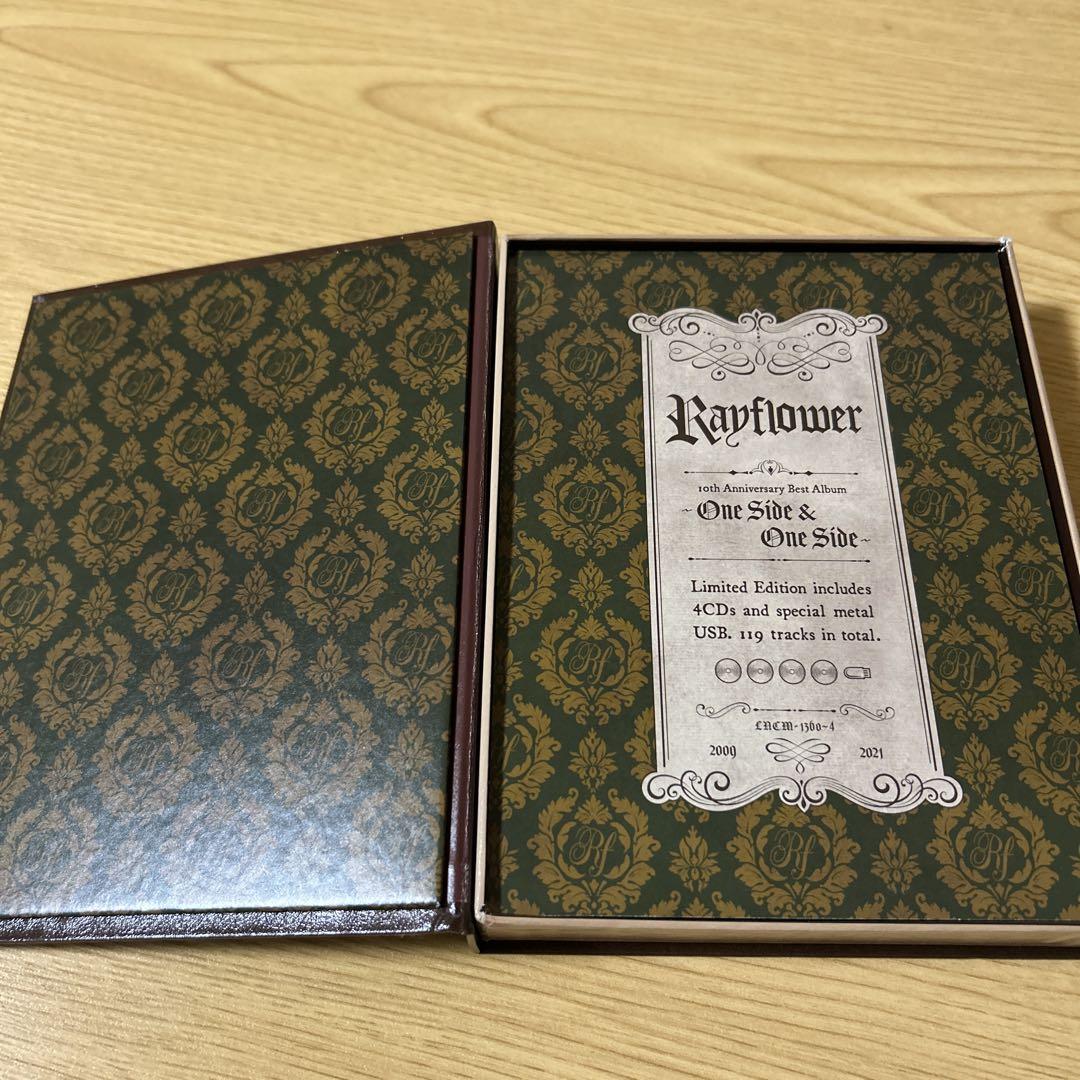 Rayflower
10th Anniversary Best Album
~One Side &
One Side~
Limited Edition includes
4CDs and special metal
USB. 119 tracks in total.
LNCM-1360~4
2009 2021